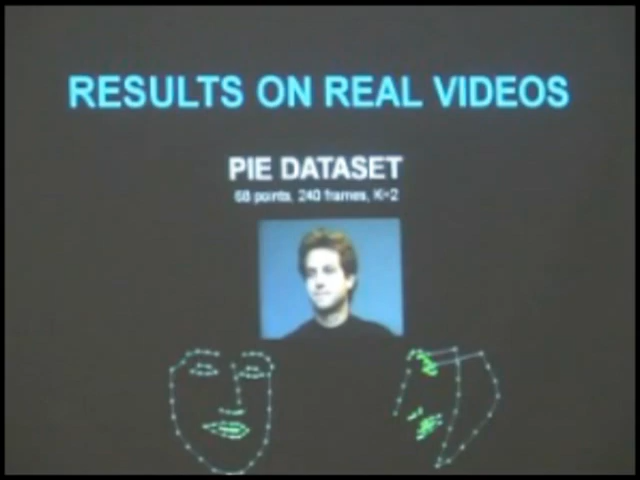 RESULTS ON REAL VIDEOS
PIE DATASET
68 points, 240 frames, K=2